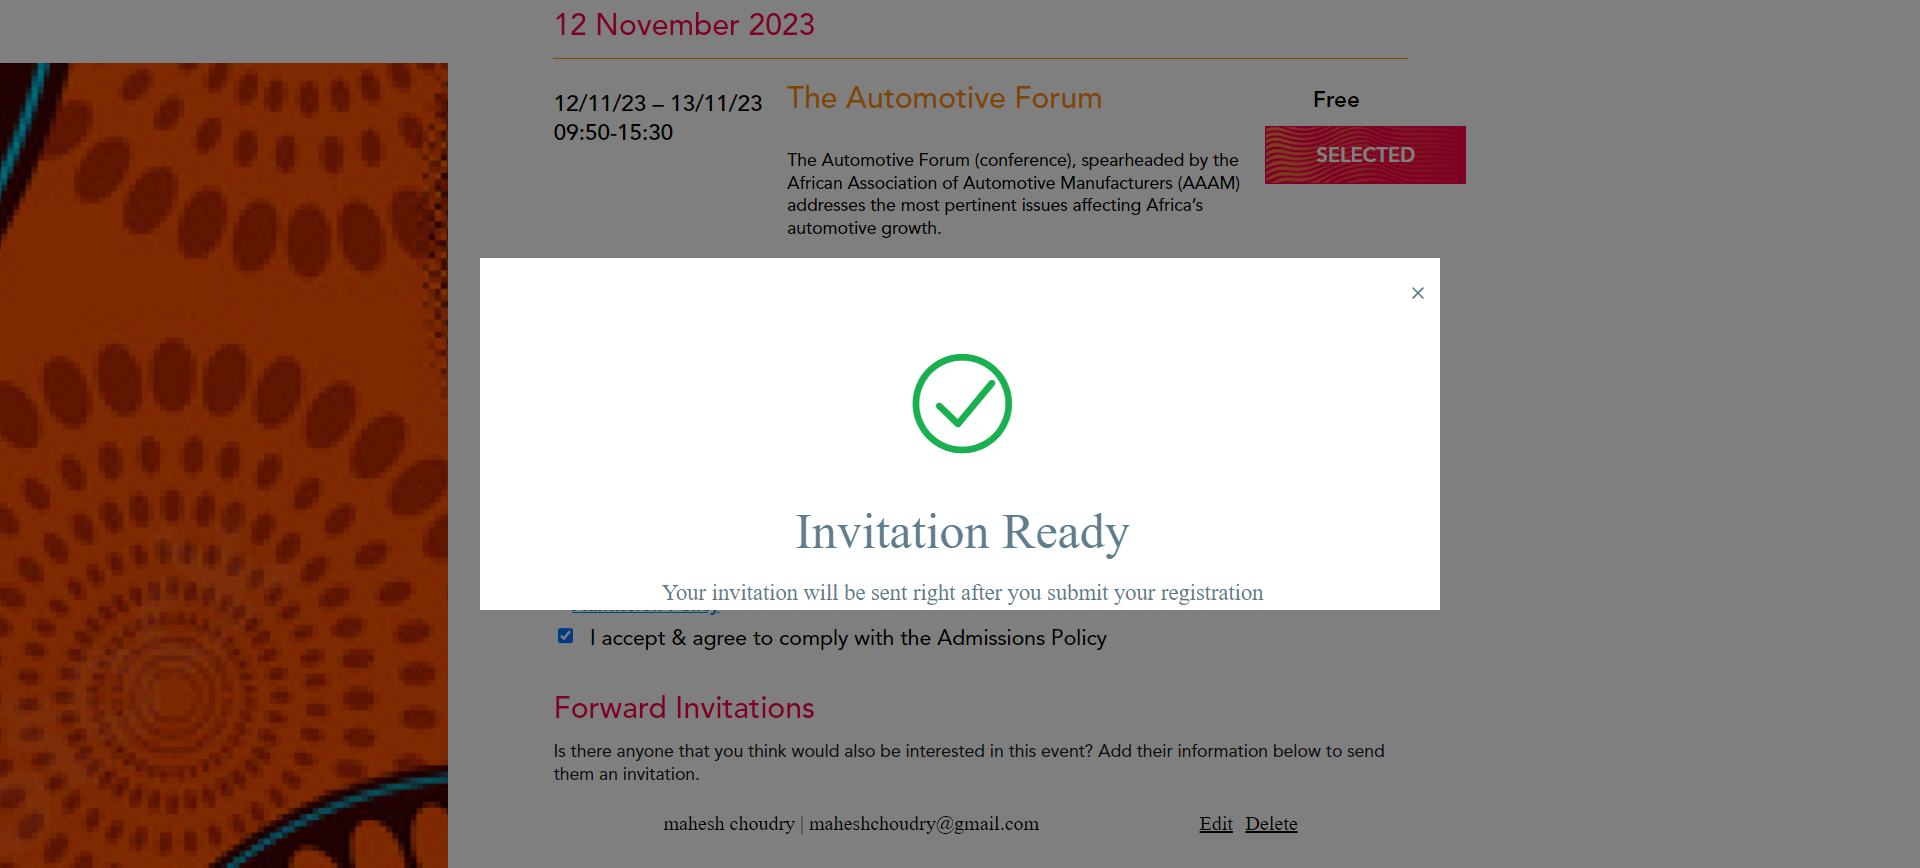 12 November 2023
12/11/23 – 13/11/23
09:50-15:30
The Automotive Forum
The Automotive Forum (conference), spearheaded by the
African Association of Automotive Manufacturers (AAAM)
addresses the most pertinent issues affecting Africa’s
automotive growth.
Free
SELECTED
Invitation Ready
Your invitation will be sent right after you submit your registration
I accept & agree to comply with the Admissions Policy
Forward Invitations
Is there anyone that you think would also be interested in this event? Add their information below to send
them an invitation.
mahesh choudry | maheshchoudry@gmail.com
Edit Delete